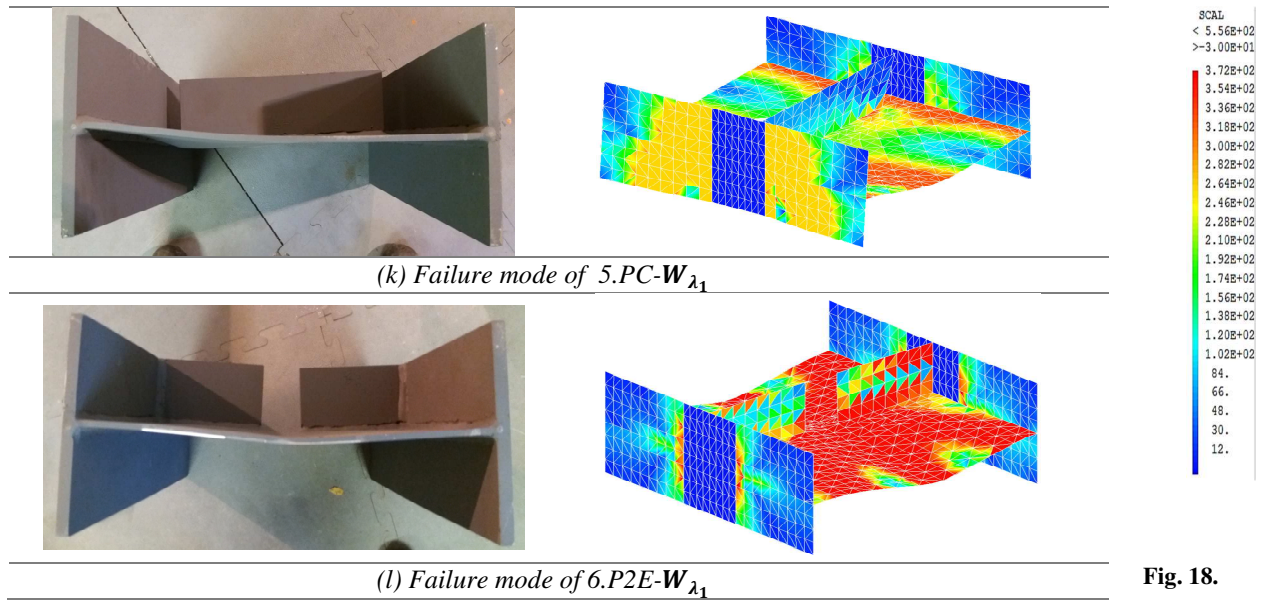 SCAL
< 5.56E+02
>-3.00E+01
3.72E+02
3.54E+02
3.36E+02
3.18E+02
3.00E+02
2.82E+02
2.64E+02
2.46E+02
2.28E+02
2.10E+02
1.92E+02
1.74E+02
1.56E+02
1.38E+02
1.20E+02
1.02E+02
84.
66.
48.
30.
12.
(k) Failure mode of 5.PC-W λ1
(l) Failure mode of 6.P2E-W λ1
Fig. 18.